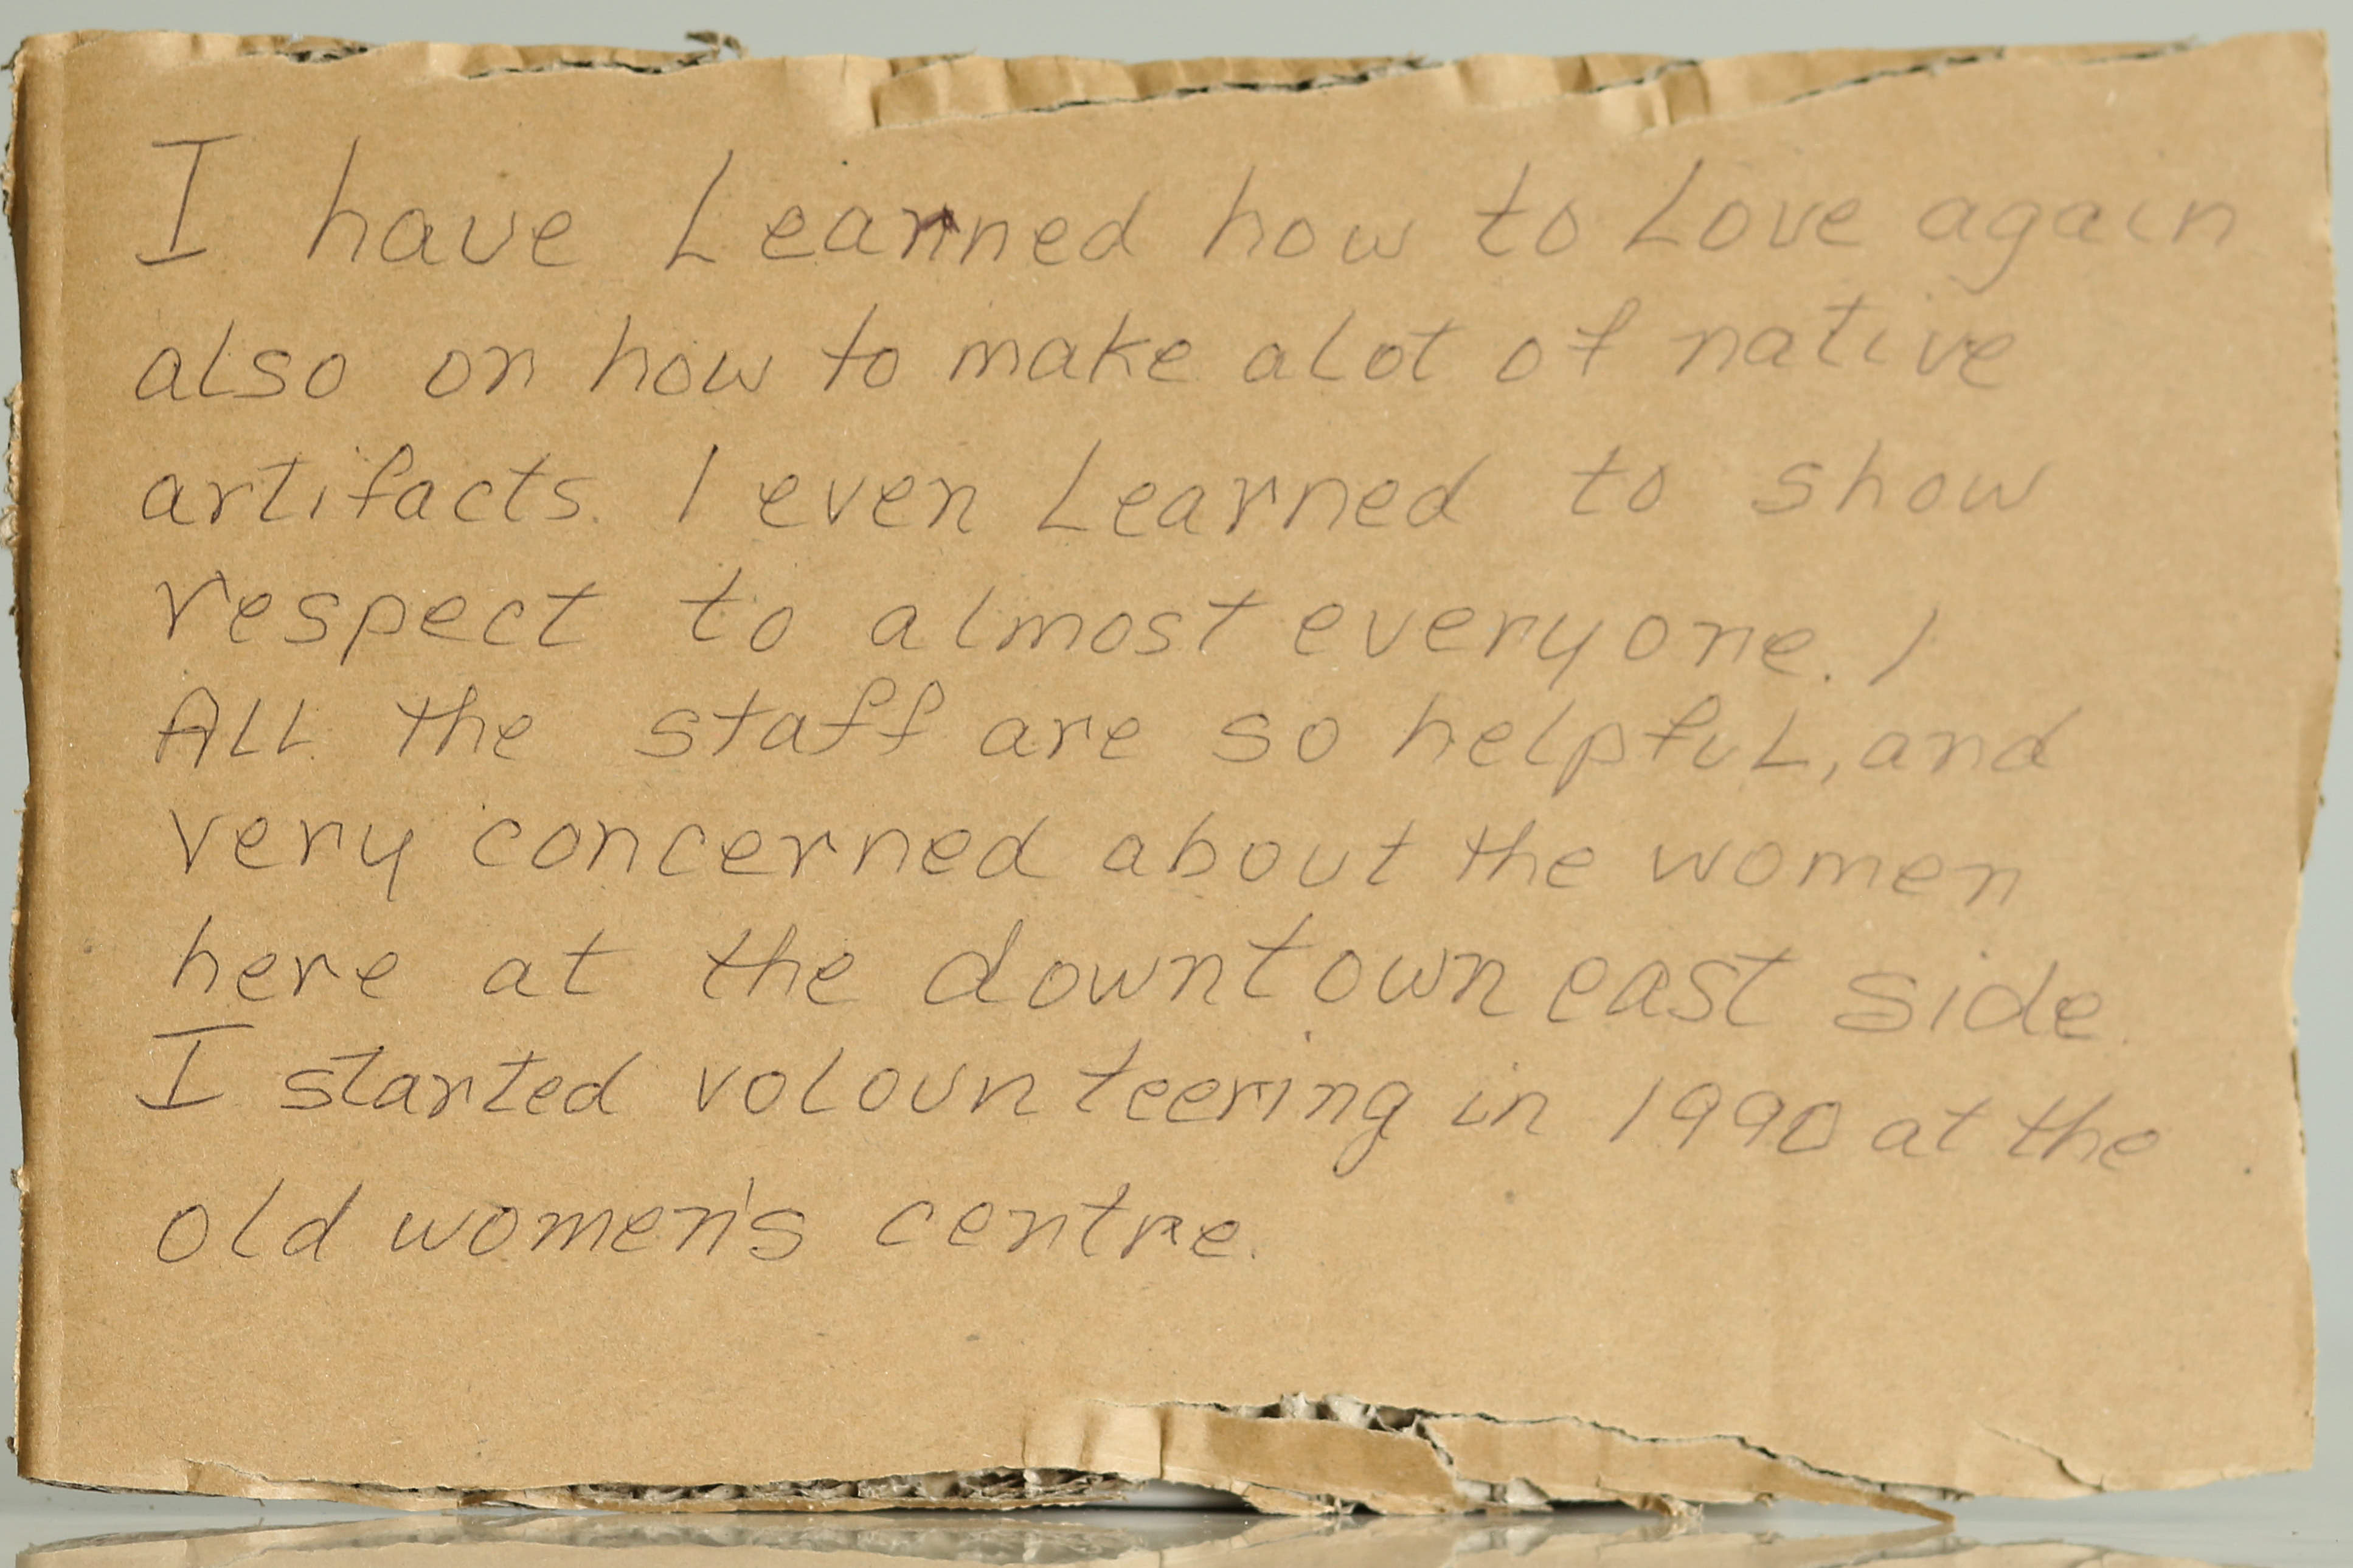 I have Learned how to Love again
also on how to make alot of native
artifacts. I even Learned to show
respect to almost everyone. I
ALL the staff are so helpfuL, and
very concerned about the women
here at the downtown east side.
I started volounteering in 1990 at the
old women's centre.